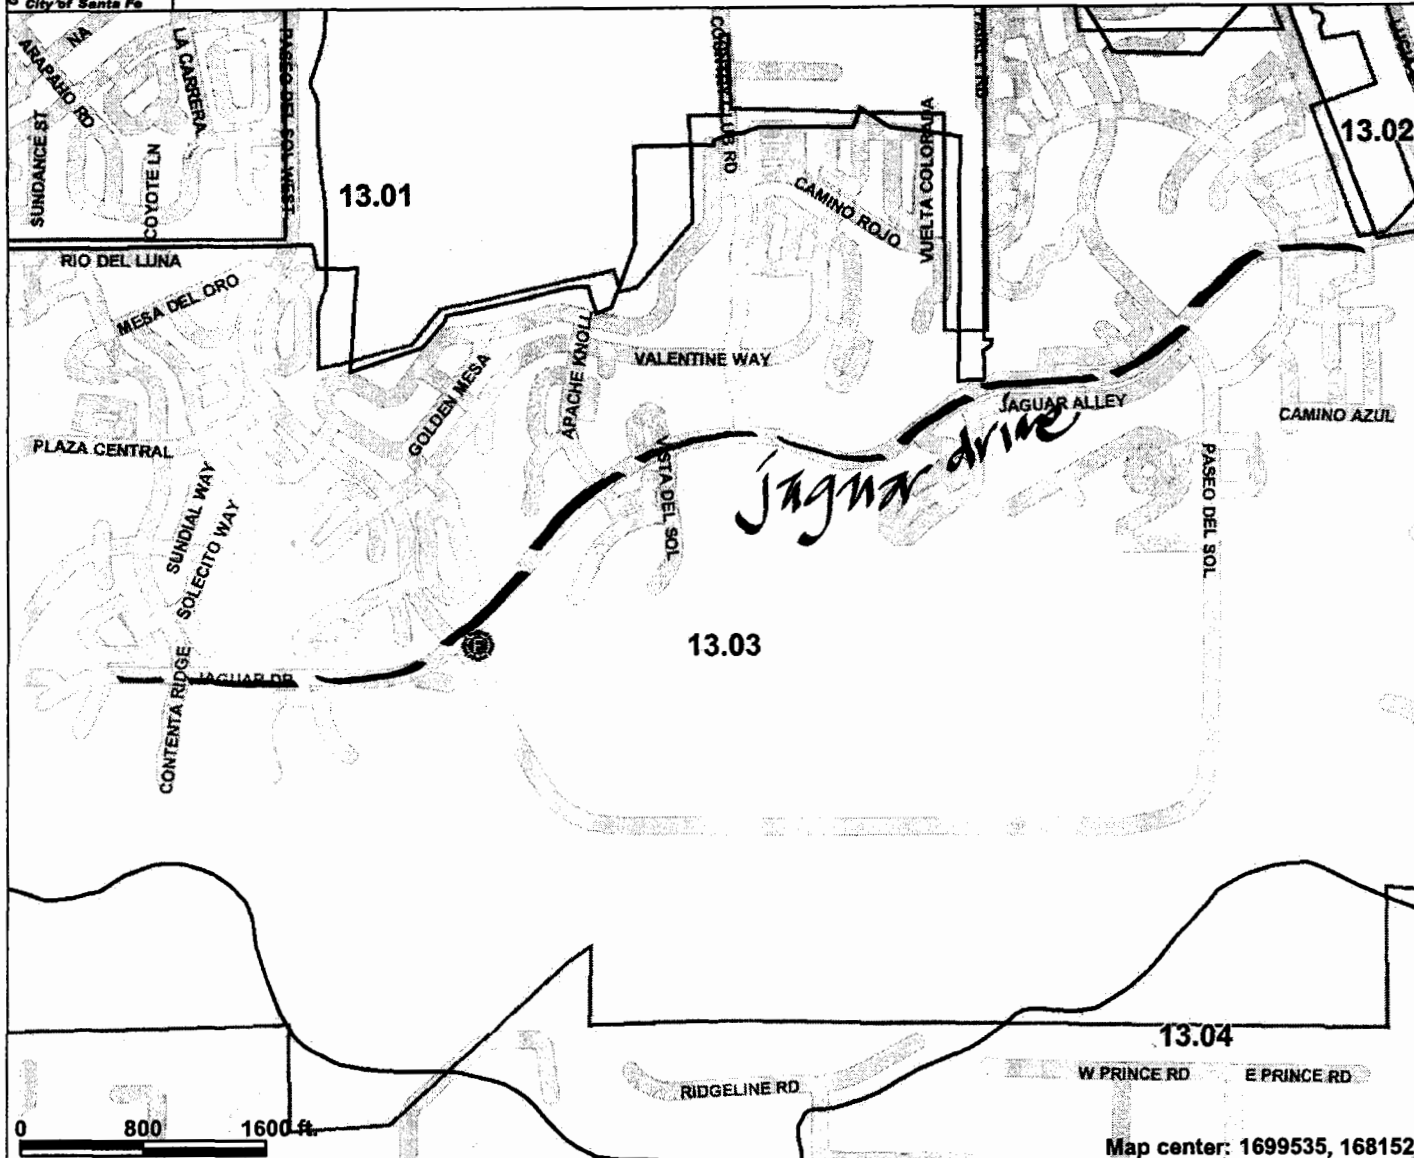 City of Santa Fe
NA
ARAPAHO RD
LA CARRERA
SUNDANCE ST
COYOTE LN
PASEO DEL SOL WEST
13.01
RD
CAMINO ROJO
VUELTA COLORADA
13.02
RIO DEL LUNA
MESA DEL ORO
GOLDEN MESA
APACHE KNOLL
VALENTINE WAY
JAGUAR ALLEY
CAMINO AZUL
PLAZA CENTRAL
SUNDIAL WAY
SOLECITO WAY
VISTA DEL SOL
jaguar drive
PASEO DEL SOL
13.03
F
JAGUAR DR
CONTENTA RIDGE
13.04
RIDGELINE RD
W PRINCE RD
E PRINCE RD
0 800 1600 ft.
Map center: 1699535, 168152